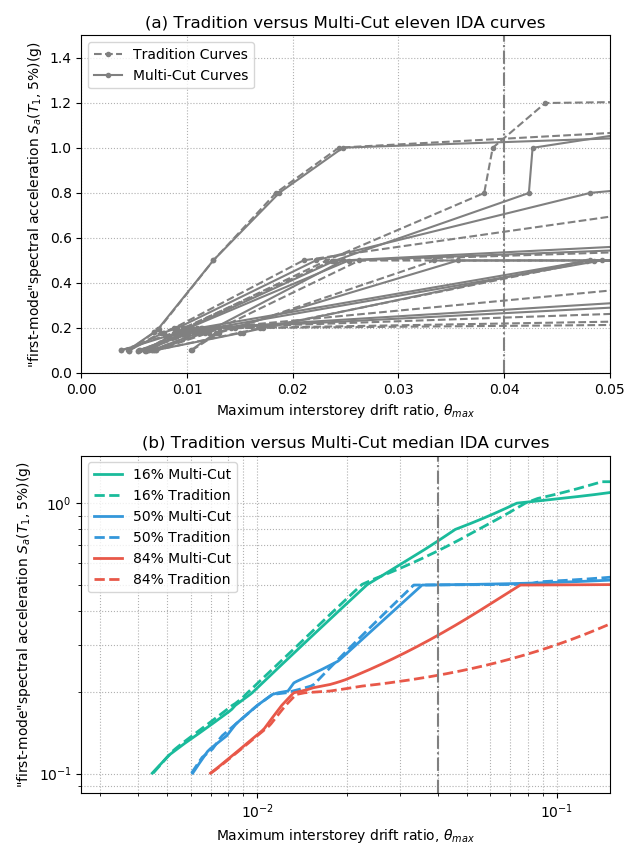 (a) Tradition versus Multi-Cut eleven IDA curves
"first-mode"spectral acceleration Sₐ(T₁, 5%)(g)
1.4
1.2
1.0
0.8
0.6
0.4
0.2
0.0
Tradition Curves
Multi-Cut Curves
0.00 0.01 0.02 0.03 0.04 0.05
Maximum interstorey drift ratio, θmax
(b) Tradition versus Multi-Cut median IDA curves
"first-mode"spectral acceleration Sₐ(T₁, 5%)(g)
10⁰
10⁻¹
16% Multi-Cut
16% Tradition
50% Multi-Cut
50% Tradition
84% Multi-Cut
84% Tradition
10⁻² 10⁻¹
Maximum interstorey drift ratio, θmax